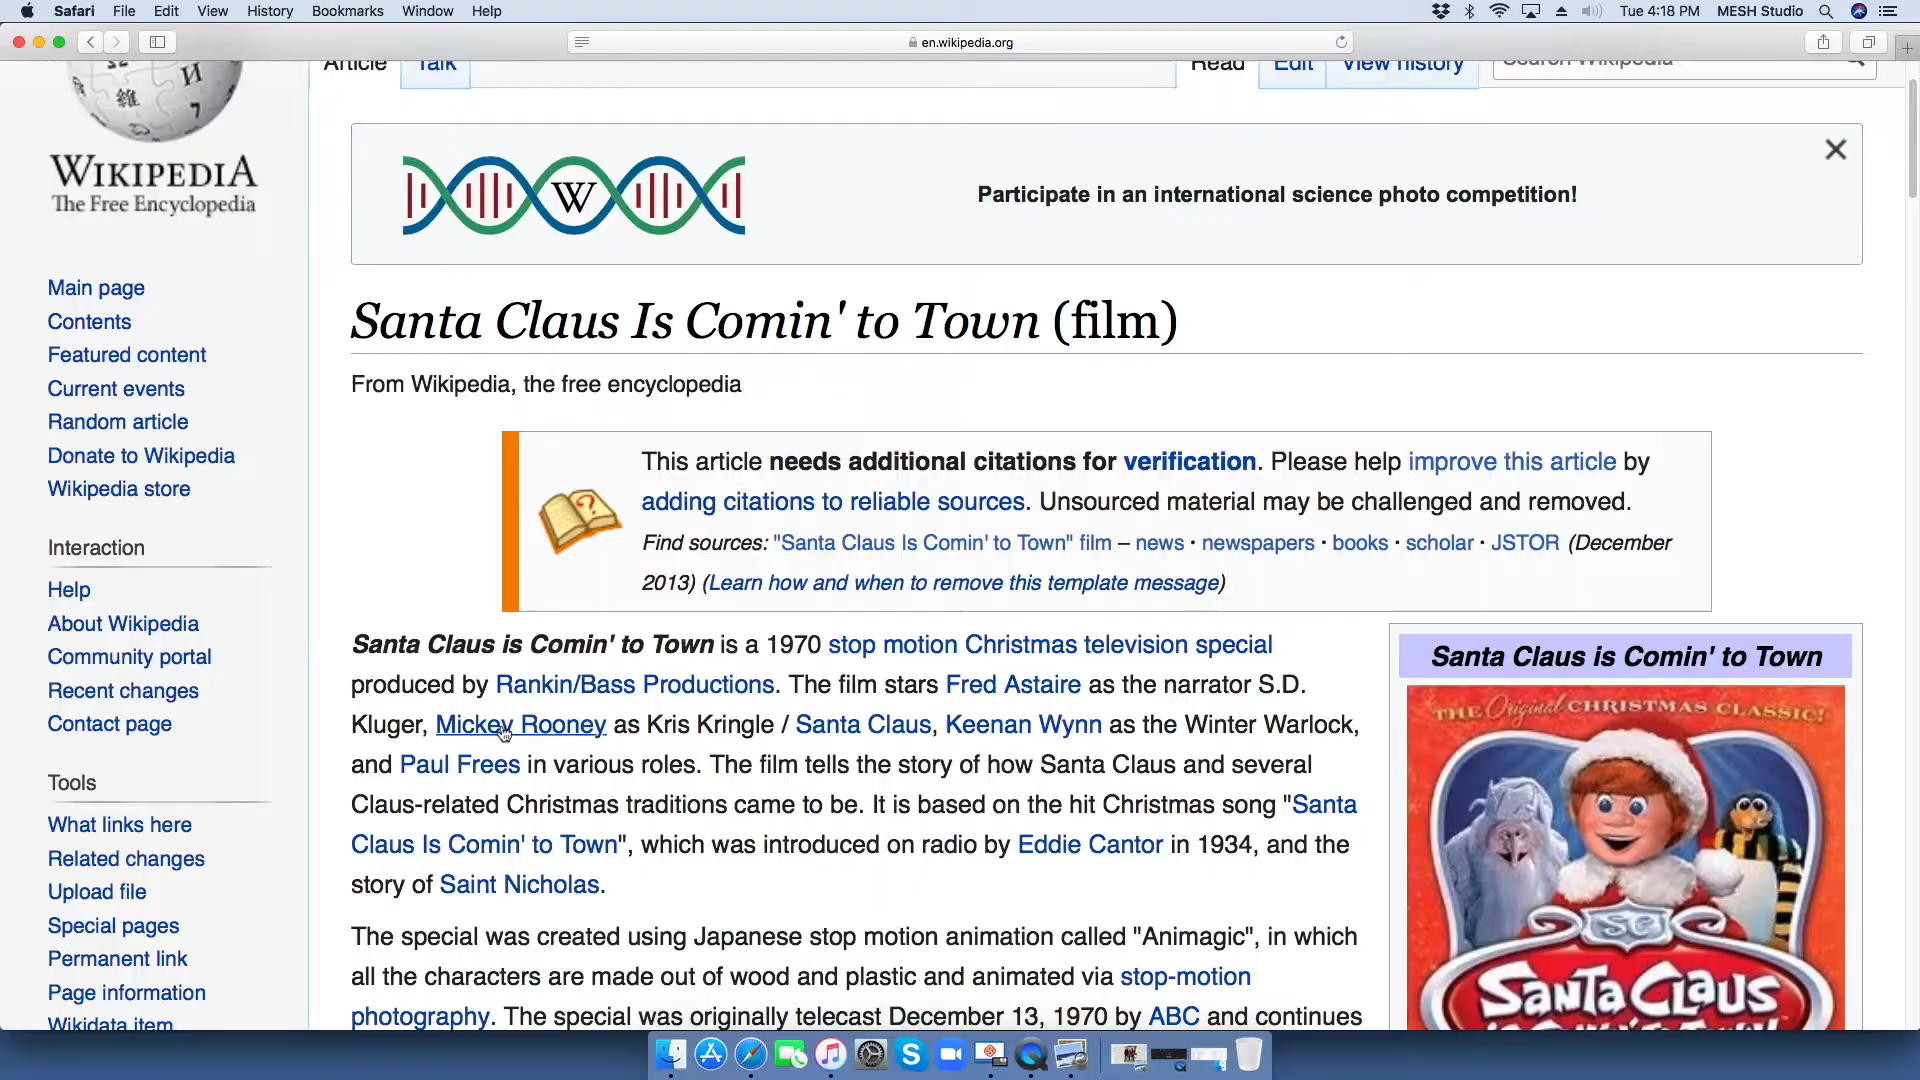 Safari File Edit View History Bookmarks Window Help Tue 4:18 PM MESH Studio
en.wikipedia.org
Article Talk Read Edit View history Search Wikipedia
WIKIPEDIA
The Free Encyclopedia
W
Participate in an international science photo competition!
Main page
Contents
Featured content
Current events
Random article
Donate to Wikipedia
Wikipedia store
Interaction
Help
About Wikipedia
Community portal
Recent changes
Contact page
Tools
What links here
Related changes
Upload file
Special pages
Permanent link
Page information
Wikidata item
Santa Claus Is Comin' to Town (film)
From Wikipedia, the free encyclopedia
This article needs additional citations for verification. Please help improve this article by
adding citations to reliable sources. Unsourced material may be challenged and removed.
Find sources: "Santa Claus Is Comin' to Town" film – news · newspapers · books · scholar · JSTOR (December
2013) (Learn how and when to remove this template message)
Santa Claus is Comin' to Town is a 1970 stop motion Christmas television special
produced by Rankin/Bass Productions. The film stars Fred Astaire as the narrator S.D.
Kluger, Mickey Rooney as Kris Kringle / Santa Claus, Keenan Wynn as the Winter Warlock,
and Paul Frees in various roles. The film tells the story of how Santa Claus and several
Claus-related Christmas traditions came to be. It is based on the hit Christmas song "Santa
Claus Is Comin' to Town", which was introduced on radio by Eddie Cantor in 1934, and the
story of Saint Nicholas.
The special was created using Japanese stop motion animation called "Animagic", in which
all the characters are made out of wood and plastic and animated via stop-motion
photography. The special was originally telecast December 13, 1970 by ABC and continues
Santa Claus is Comin' to Town
THE Original CHRISTMAS CLASSIC!
SC
SANTA CLAUS